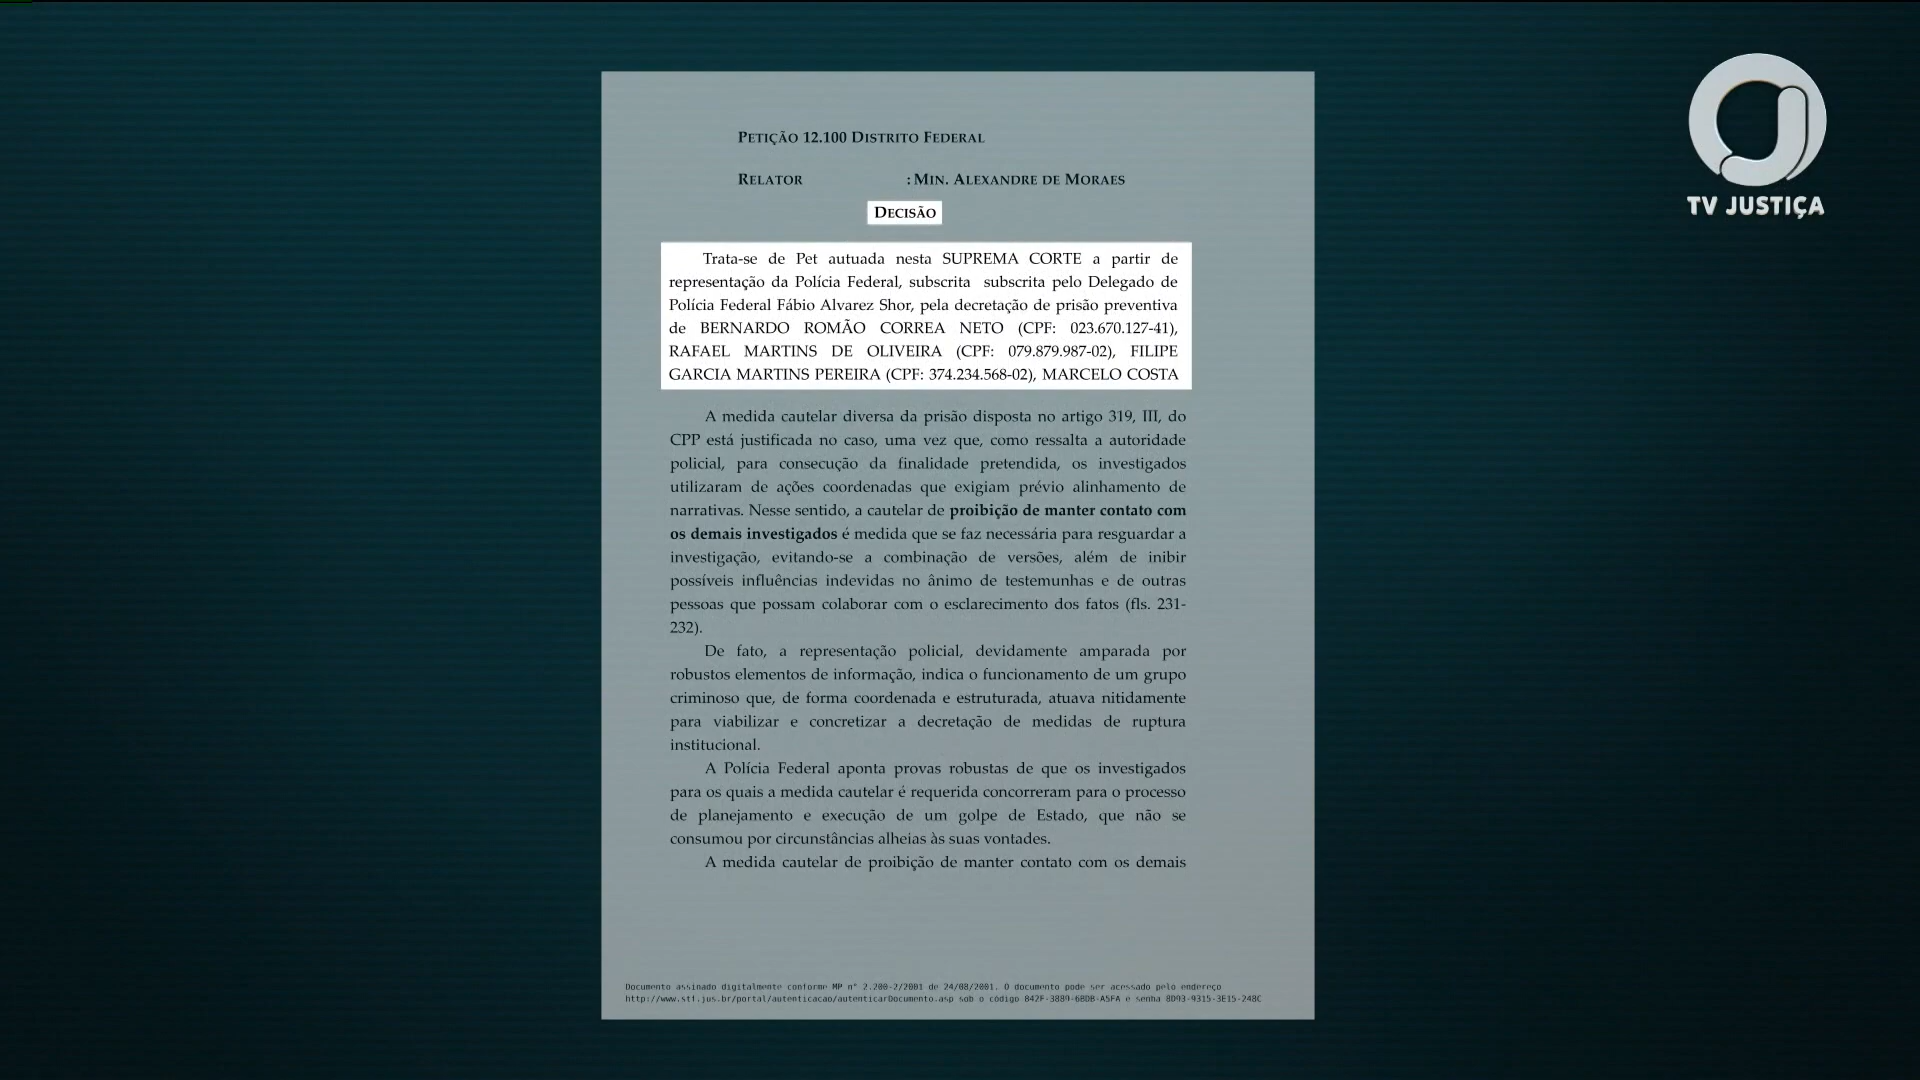 TV JUSTIÇA
PETIÇÃO 12.100 DISTRITO FEDERAL
RELATOR : MIN. ALEXANDRE DE MORAES
DECISÃO
Trata-se de Pet autuada nesta SUPREMA CORTE a partir de
representação da Polícia Federal, subscrita subscrita pelo Delegado de
Polícia Federal Fábio Alvarez Shor, pela decretação de prisão preventiva
de BERNARDO ROMÃO CORREA NETO (CPF: 023.670.127-41),
RAFAEL MARTINS DE OLIVEIRA (CPF: 079.879.987-02), FILIPE
GARCIA MARTINS PEREIRA (CPF: 374.234.568-02), MARCELO COSTA
A medida cautelar diversa da prisão disposta no artigo 319, III, do
CPP está justificada no caso, uma vez que, como ressalta a autoridade
policial, para consecução da finalidade pretendida, os investigados
utilizaram de ações coordenadas que exigiam prévio alinhamento de
narrativas. Nesse sentido, a cautelar de proibição de manter contato com
os demais investigados é medida que se faz necessária para resguardar a
investigação, evitando-se a combinação de versões, além de inibir
possíveis influências indevidas no ânimo de testemunhas e de outras
pessoas que possam colaborar com o esclarecimento dos fatos (fls. 231-
232).
De fato, a representação policial, devidamente amparada por
robustos elementos de informação, indica o funcionamento de um grupo
criminoso que, de forma coordenada e estruturada, atuava nitidamente
para viabilizar e concretizar a decretação de medidas de ruptura
institucional.
A Polícia Federal aponta provas robustas de que os investigados
para os quais a medida cautelar é requerida concorreram para o processo
de planejamento e execução de um golpe de Estado, que não se
consumou por circunstâncias alheias às suas vontades.
A medida cautelar de proibição de manter contato com os demais
Documento assinado digitalmente conforme MP n° 2.200-2/2001 de 24/08/2001. O documento pode ser acessado pelo endereço
http://www.stf.jus.br/portal/autenticacao/autenticarDocumento.asp sob o código 842F-3889-6BDB-A5FA e senha 8D93-9315-3E15-248C